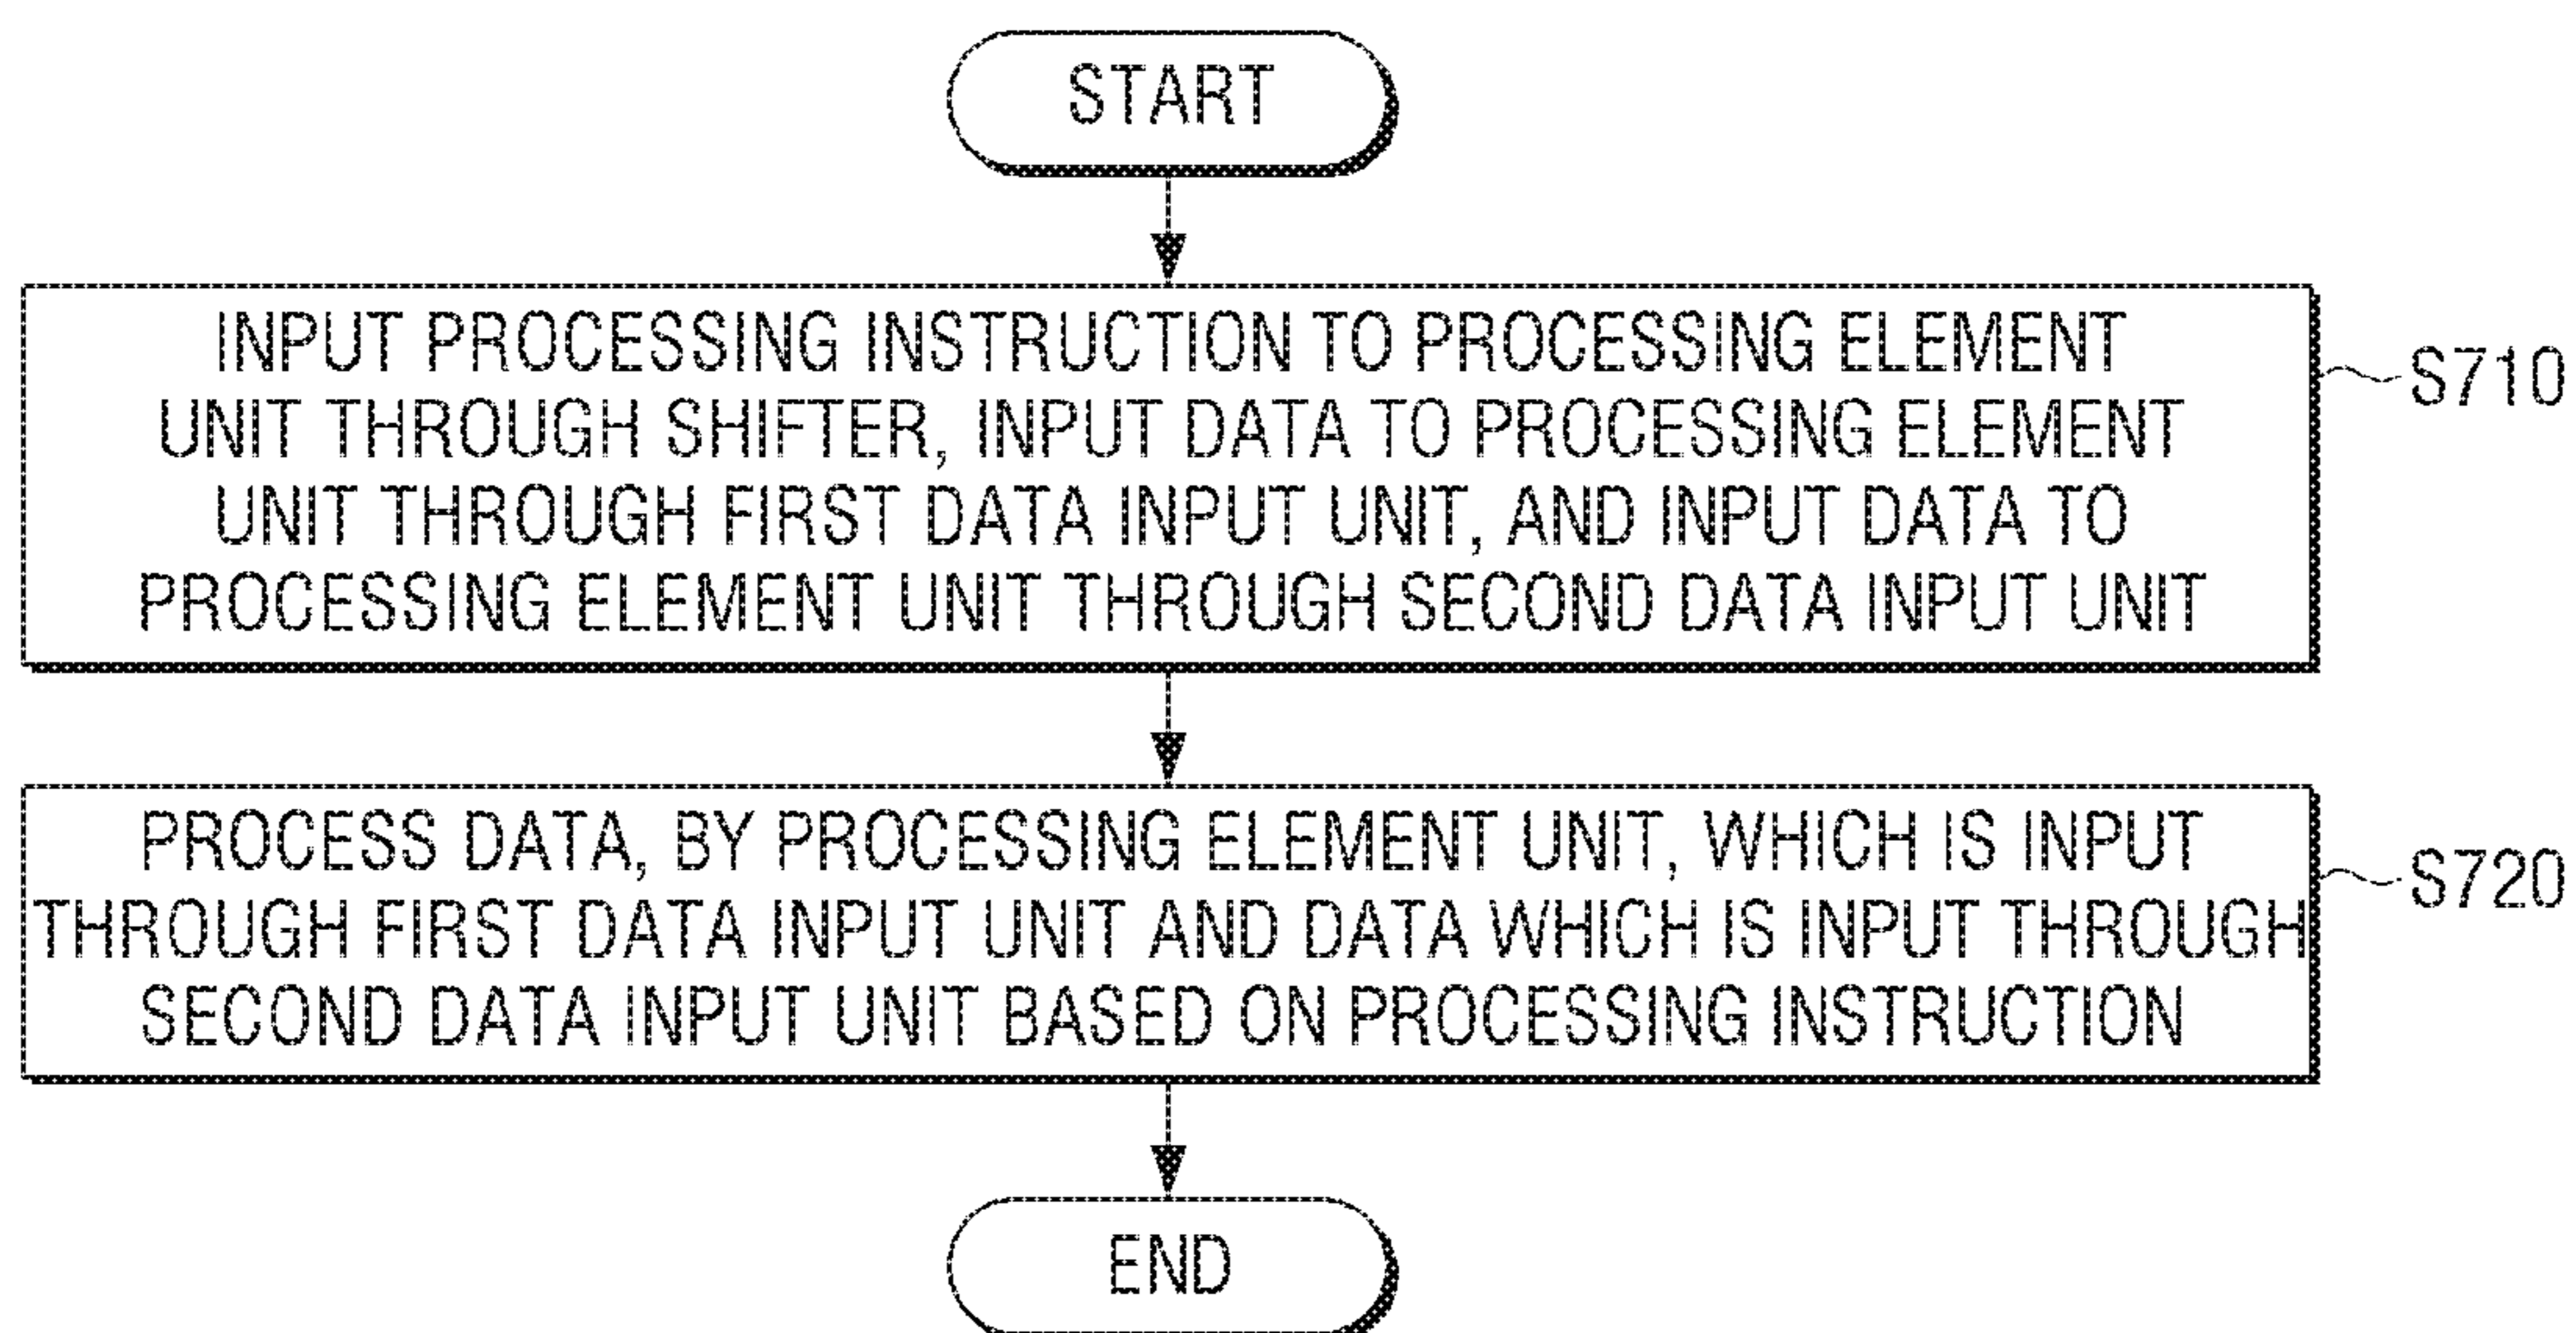 START
INPUT PROCESSING INSTRUCTION TO PROCESSING ELEMENT
UNIT THROUGH SHIFTER, INPUT DATA TO PROCESSING ELEMENT
UNIT THROUGH FIRST DATA INPUT UNIT, AND INPUT DATA TO
PROCESSING ELEMENT UNIT THROUGH SECOND DATA INPUT UNIT
S710
PROCESS DATA, BY PROCESSING ELEMENT UNIT, WHICH IS INPUT
THROUGH FIRST DATA INPUT UNIT AND DATA WHICH IS INPUT THROUGH
SECOND DATA INPUT UNIT BASED ON PROCESSING INSTRUCTION
S720
END